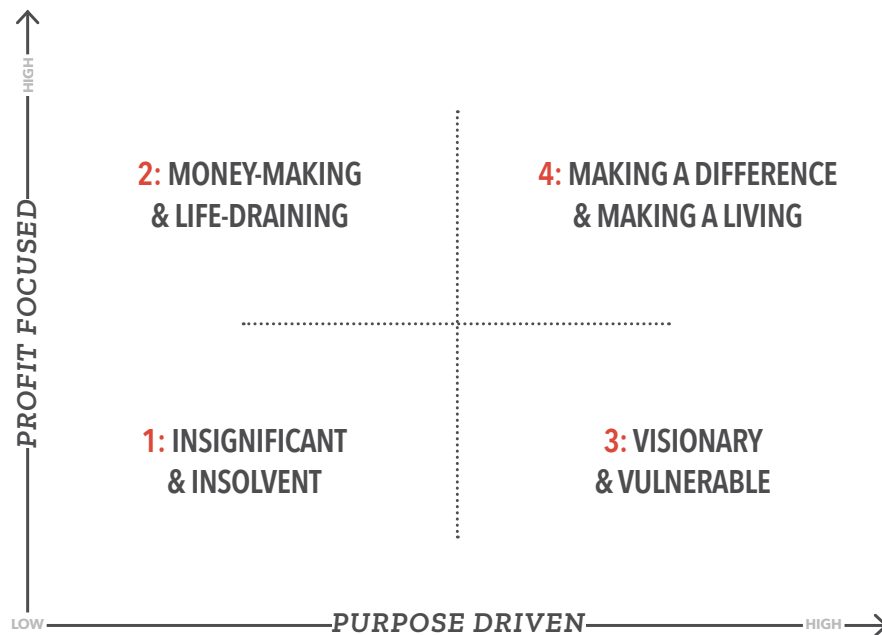 HIGH
PROFIT FOCUSED
2: MONEY-MAKING
& LIFE-DRAINING
4: MAKING A DIFFERENCE
& MAKING A LIVING
1: INSIGNIFICANT
& INSOLVENT
3: VISIONARY
& VULNERABLE
LOW
PURPOSE DRIVEN
HIGH